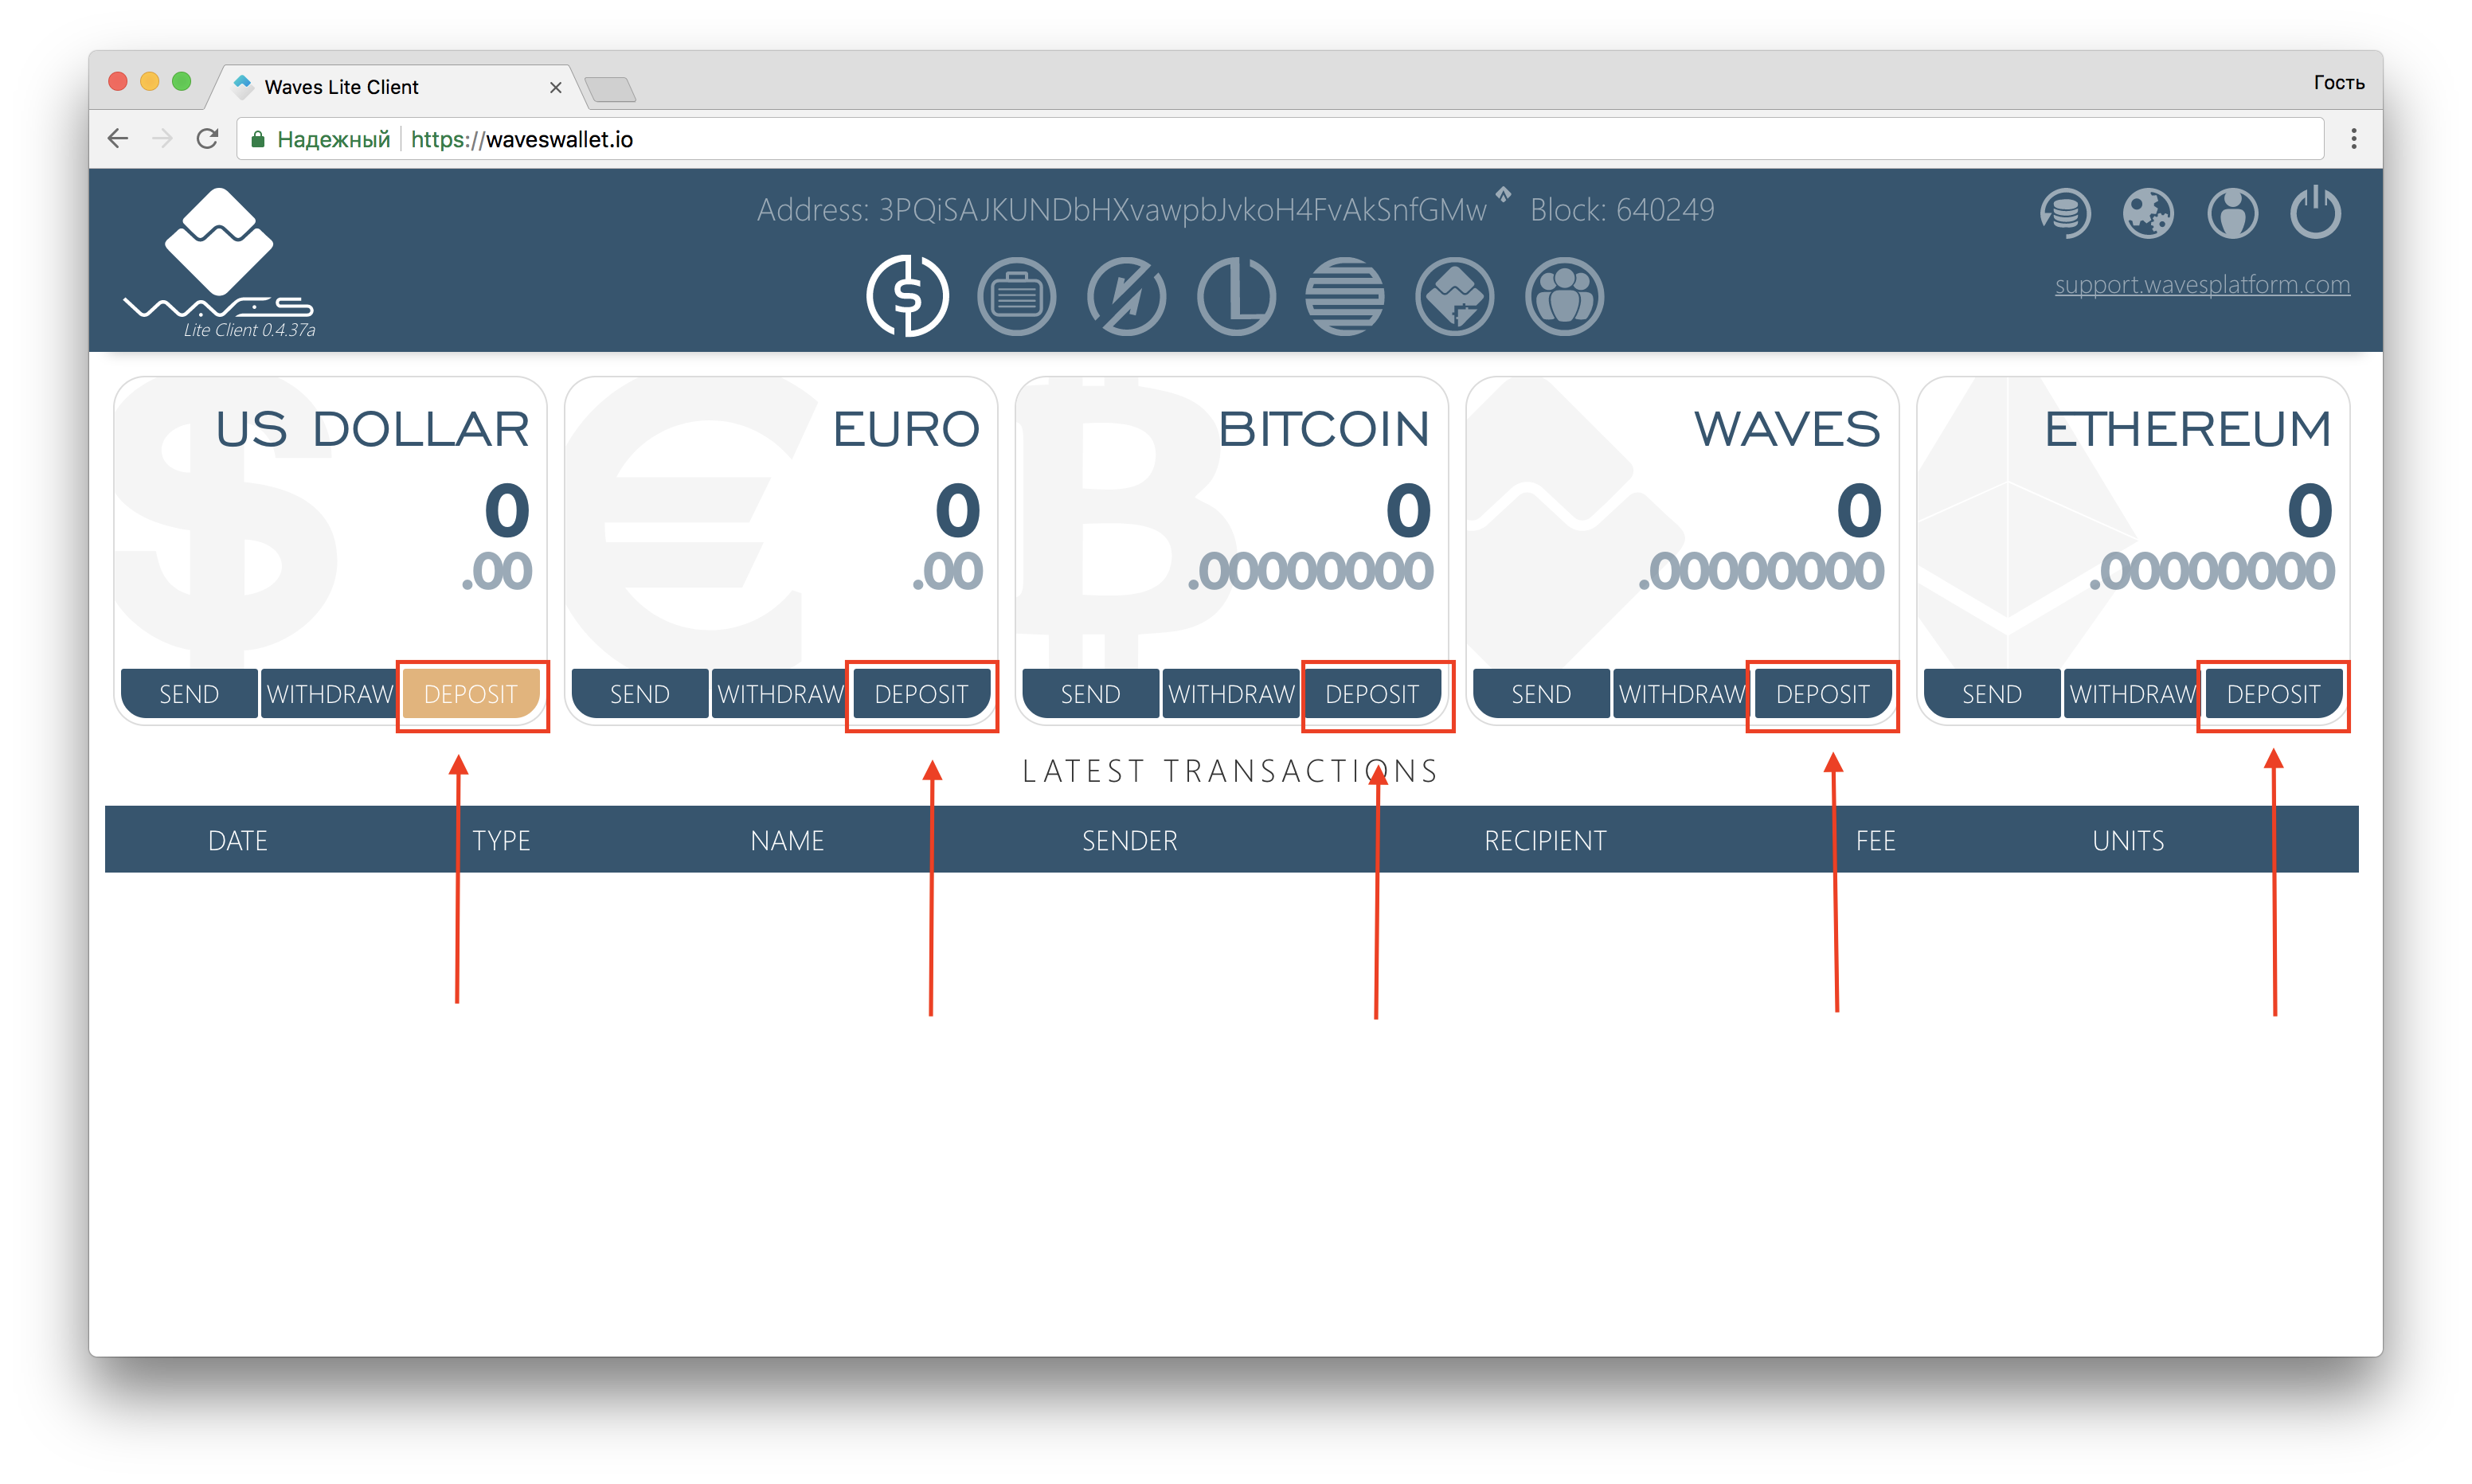 Waves Lite Client
Гость
Надежный https://waveswallet.io
Address: 3PQiSAJKUNDbHXvawpbJvkoH4FvAkSnfGMw Block: 640249
WAVES
Lite Client 0.4.37a
support.wavesplatform.com
US DOLLAR
0
.00
SEND WITHDRAW DEPOSIT
EURO
0
.00
SEND WITHDRAW DEPOSIT
BITCOIN
0
.00000000
SEND WITHDRAW DEPOSIT
WAVES
0
.00000000
SEND WITHDRAW DEPOSIT
ETHEREUM
0
.00000000
SEND WITHDRAW DEPOSIT
LATEST TRANSACTIONS
DATE TYPE NAME SENDER RECIPIENT FEE UNITS